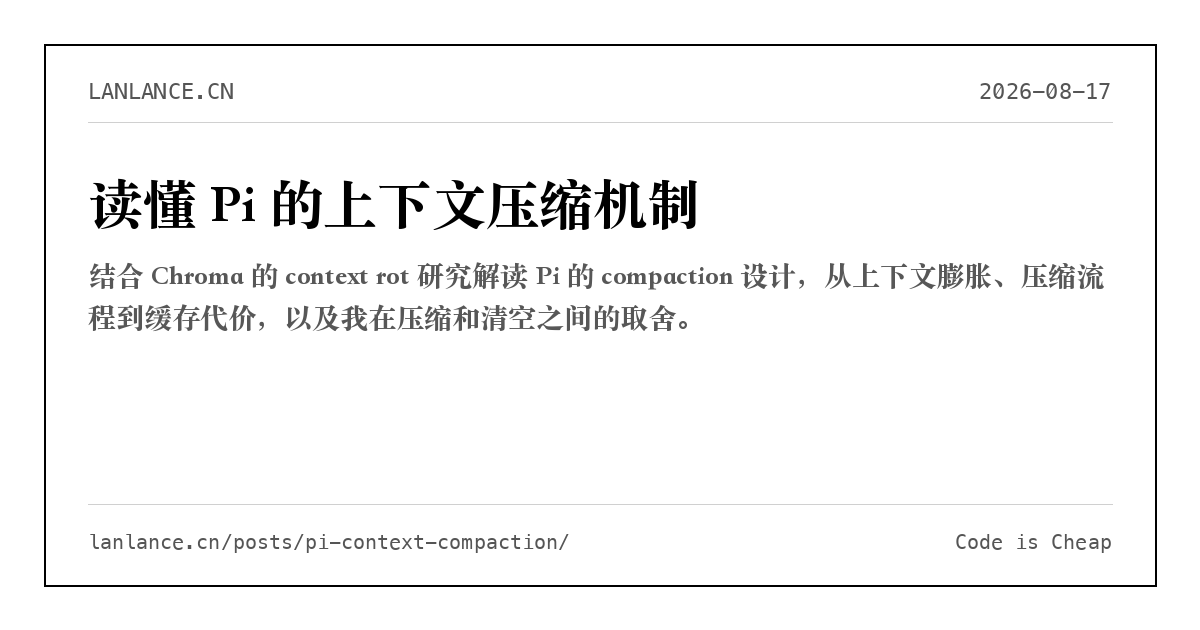 LANLANCE.CN
2026-08-17
读懂 Pi 的上下文压缩机制
结合 Chroma 的 context rot 研究解读 Pi 的 compaction 设计，从上下文膨胀、压缩流
程到缓存代价，以及我在压缩和清空之间的取舍。
lanlance.cn/posts/pi-context-compaction/
Code is Cheap